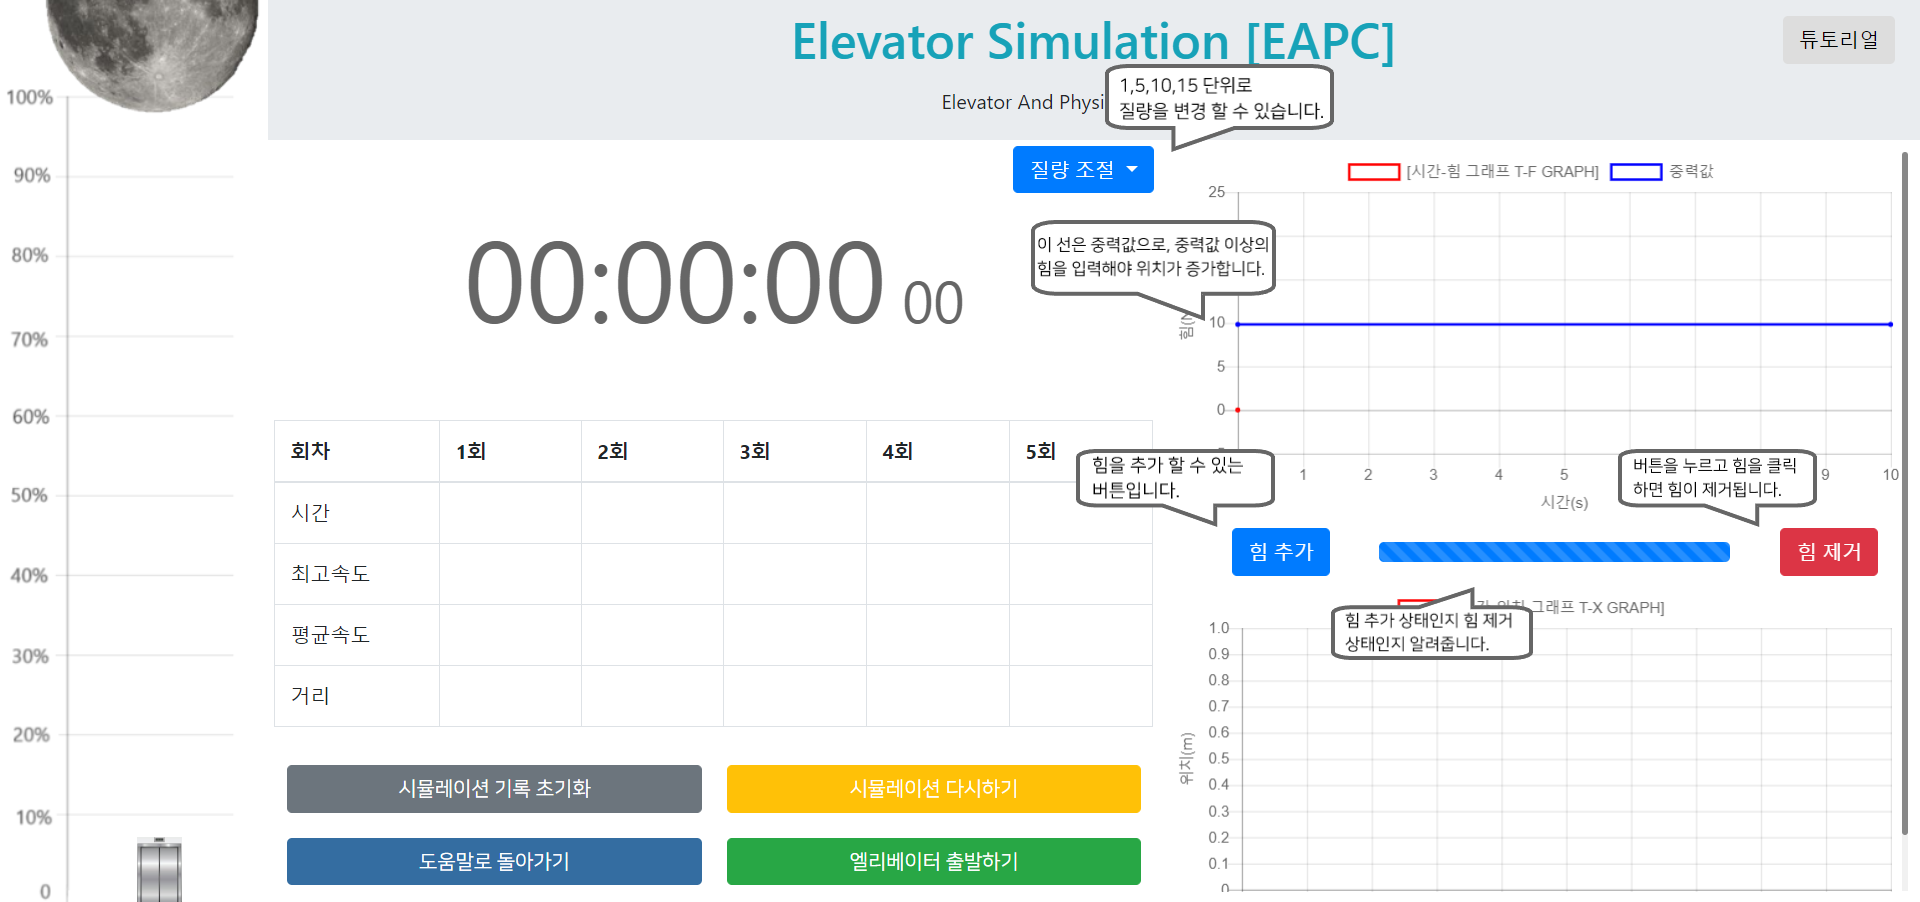 Elevator Simulation [EAPC]
튜토리얼
Elevator And Physi
1,5,10,15 단위로
질량을 변경 할 수 있습니다.
100%
90%
80%
70%
60%
50%
40%
30%
20%
10%
0
질량 조절
00:00:00 00
회차 1회 2회 3회 4회 5회
시간
최고속도
평균속도
거리
시뮬레이션 기록 초기화
시뮬레이션 다시하기
도움말로 돌아가기
엘리베이터 출발하기
[시간-힘 그래프 T-F GRAPH] 중력값
25
이 선은 중력값으로, 중력값 이상의
힘을 입력해야 위치가 증가합니다.
10
5
0
1 2 3 4 5 9 10
시간(s)
힘을 추가 할 수 있는
버튼입니다.
버튼을 누르고 힘을 클릭
하면 힘이 제거됩니다.
힘 추가
힘 제거
그래프 T-X GRAPH]
힘 추가 상태인지 힘 제거
상태인지 알려줍니다.
위치(m)
1.0
0.9
0.8
0.7
0.6
0.5
0.4
0.3
0.2
0.1
0